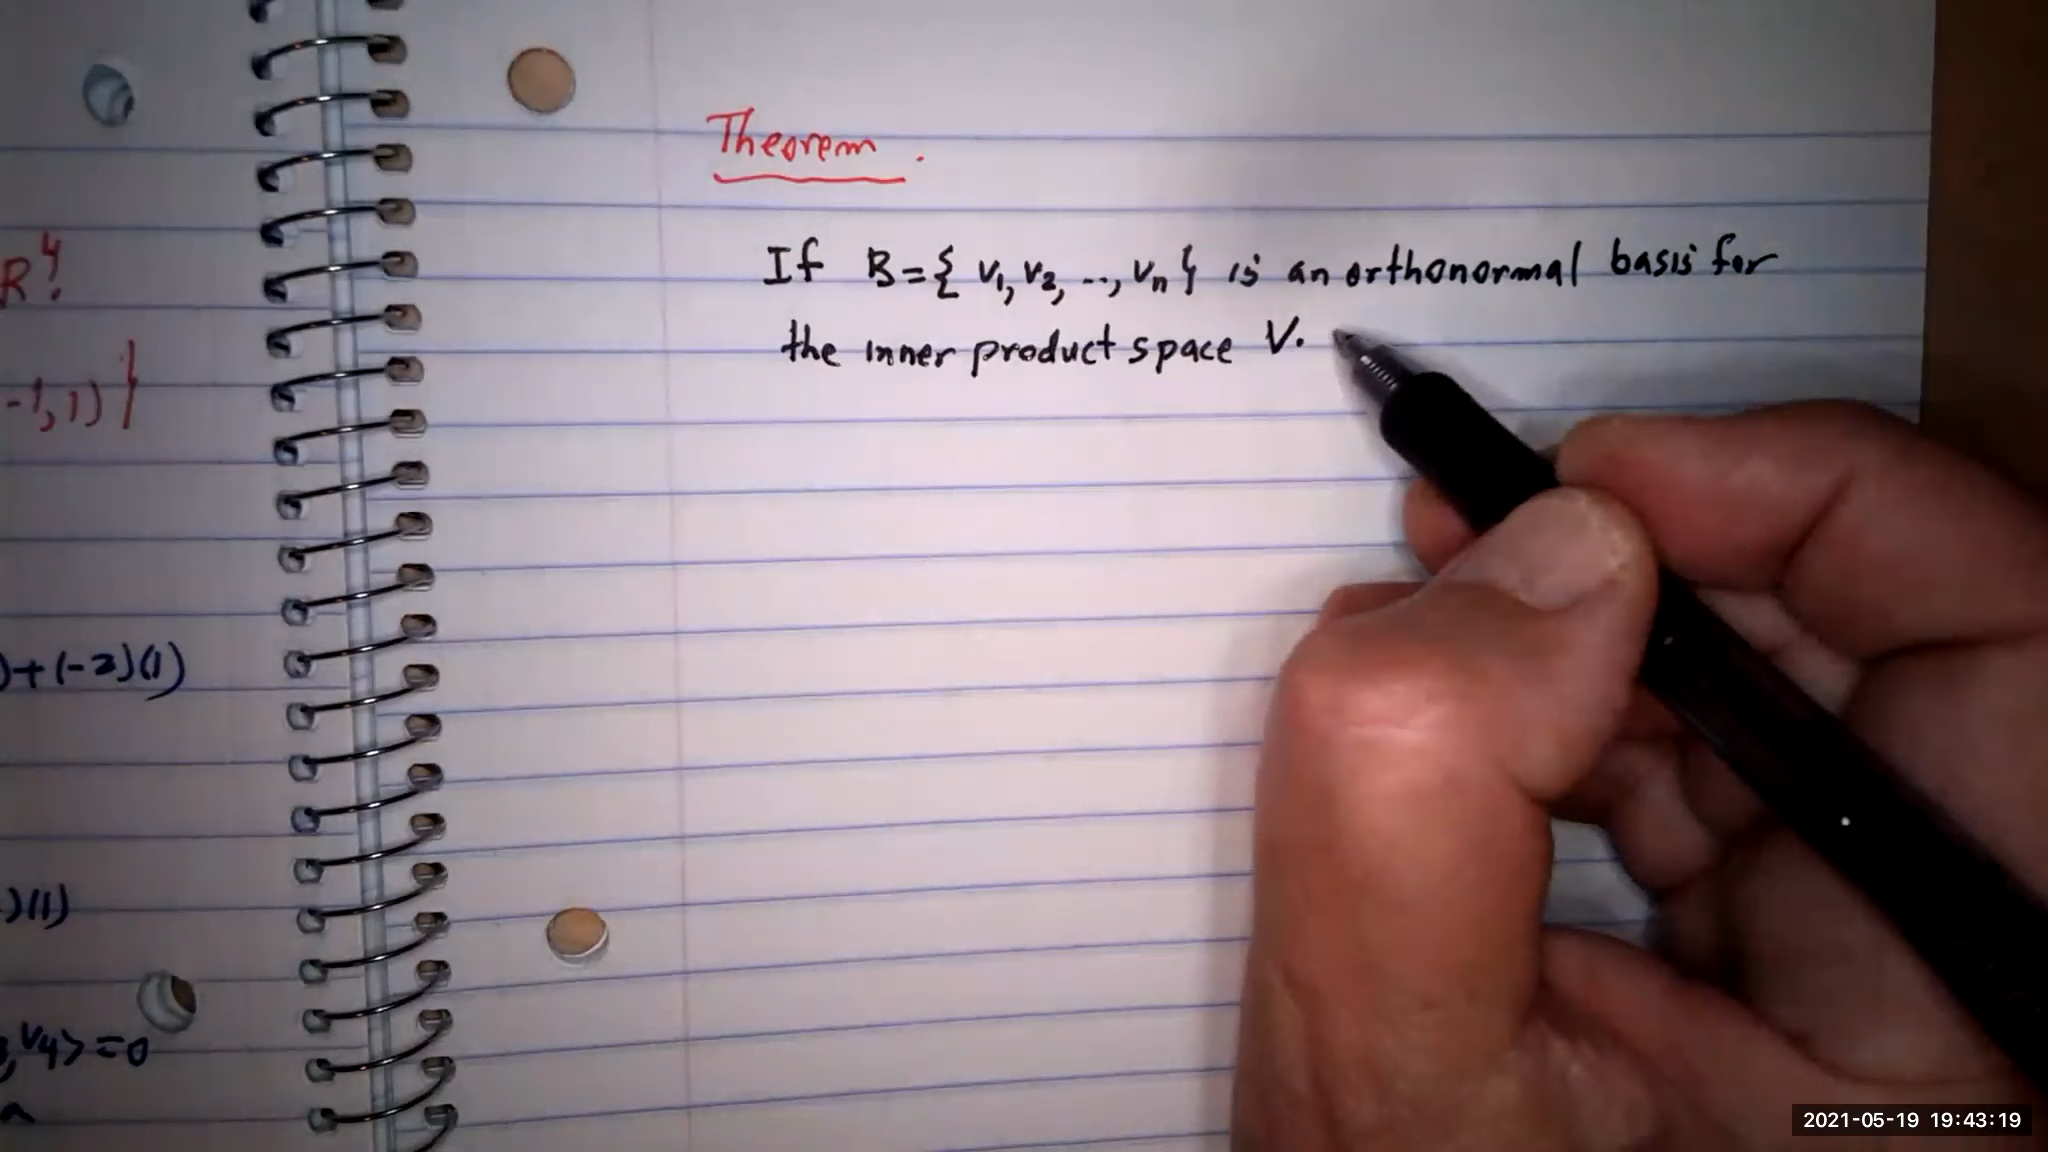 R⁴?
-1,1)}
)+(-2)(1)
)(1)
,v4>=0
Theorem.
If B={ v1, v2, .., vn } is an orthonormal basis for
the inner product space V.
2021-05-19 19:43:19